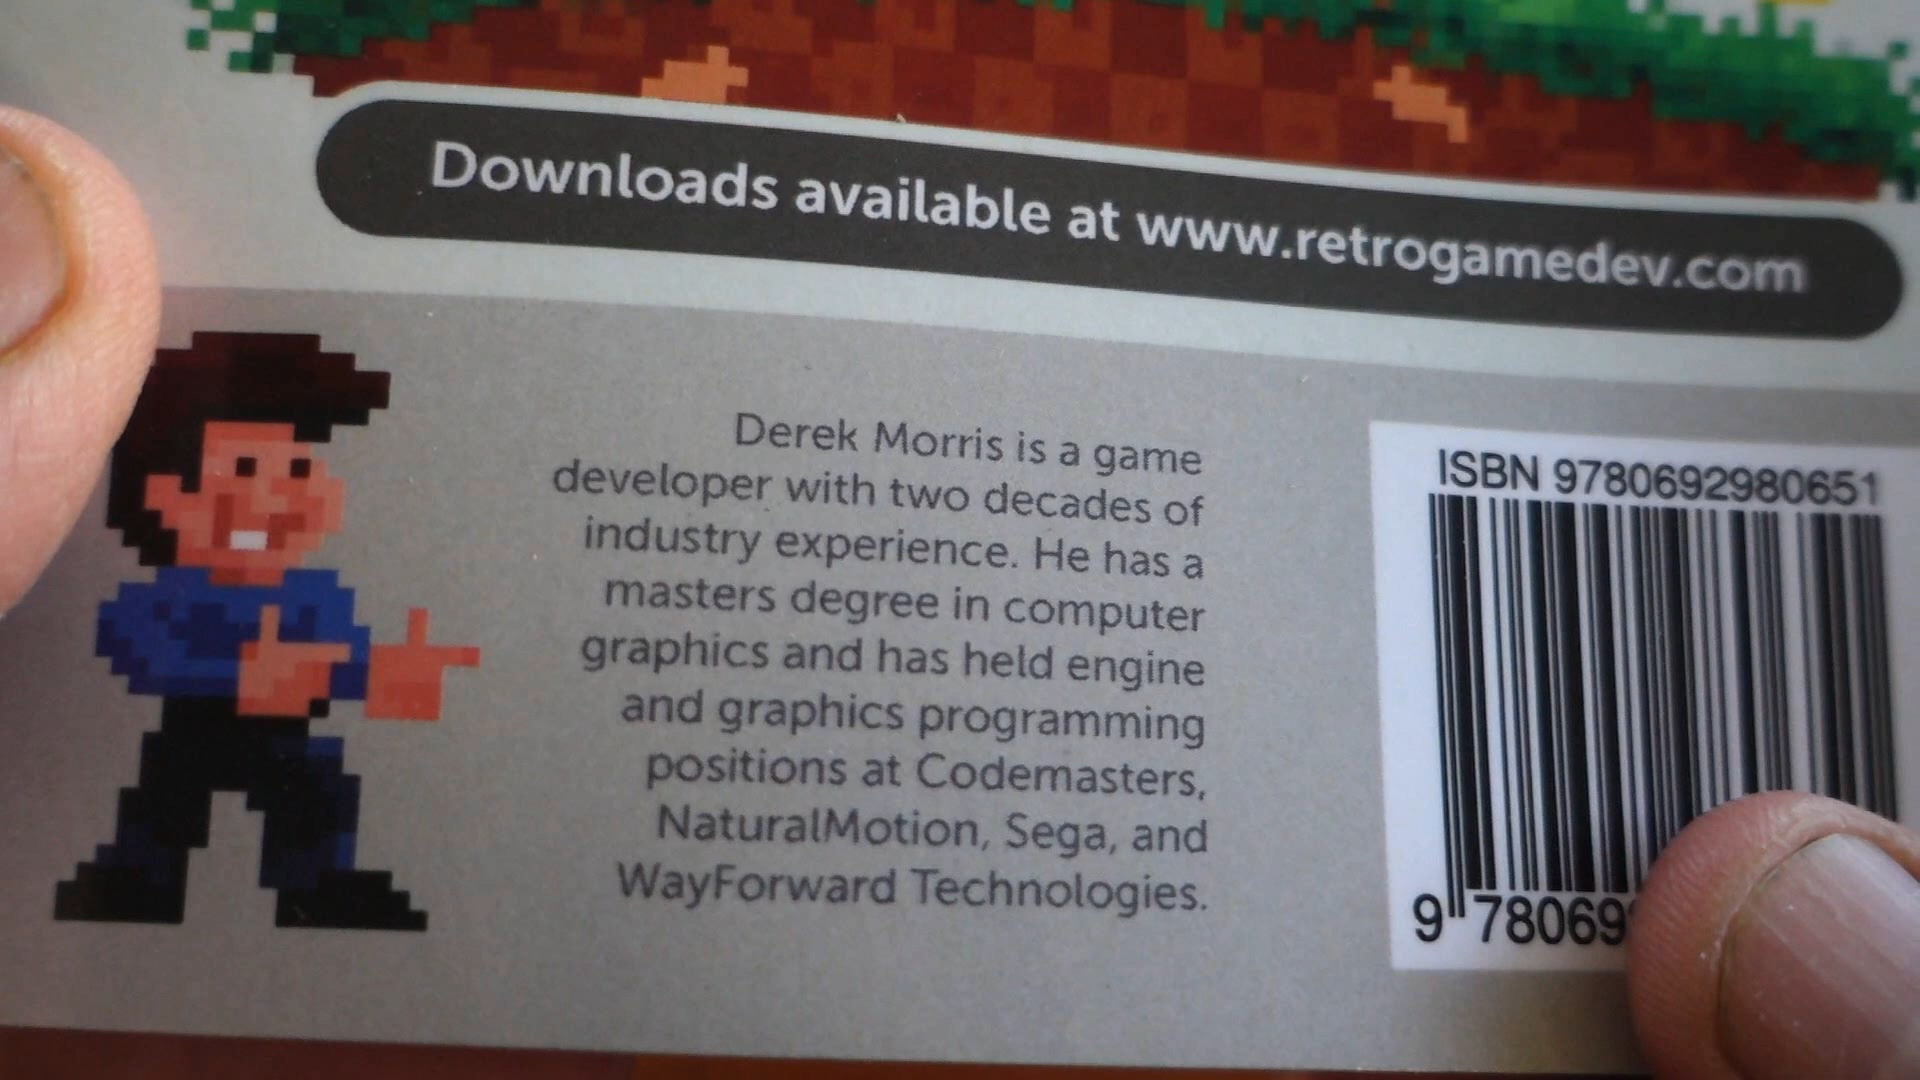 Downloads available at www.retrogamedev.com
Derek Morris is a game
developer with two decades of
industry experience. He has a
masters degree in computer
graphics and has held engine
and graphics programming
positions at Codemasters,
NaturalMotion, Sega, and
WayForward Technologies.
ISBN 9780692980651
9 78069